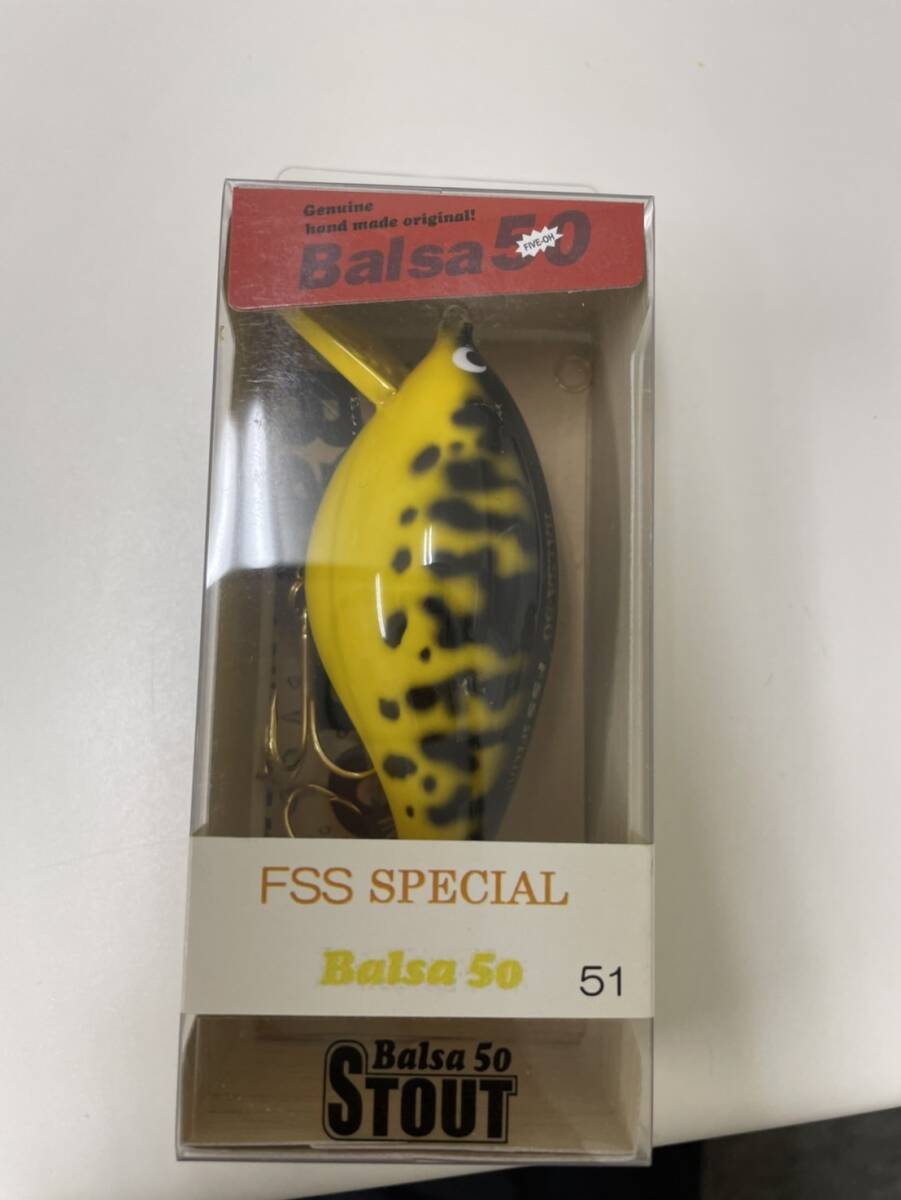 Genuine
hand made original!
Balsa 50
FIVE-OH
FSS SPECIAL
Balsa 50
51
Balsa 50
STOUT